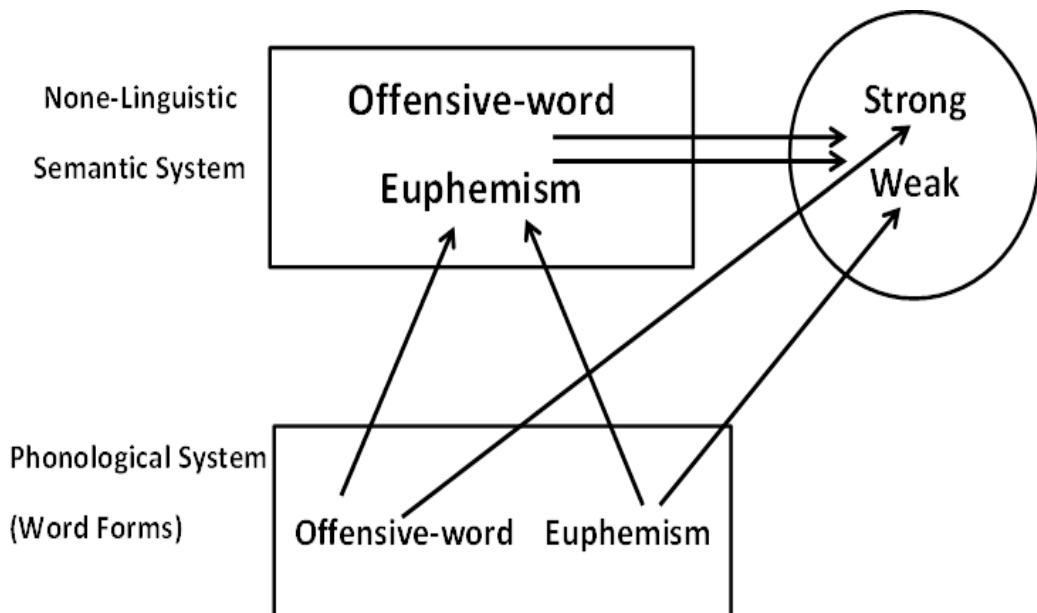 None-Linguistic
Semantic System
Offensive-word
Euphemism
Strong
Weak
Phonological System
(Word Forms)
Offensive-word Euphemism